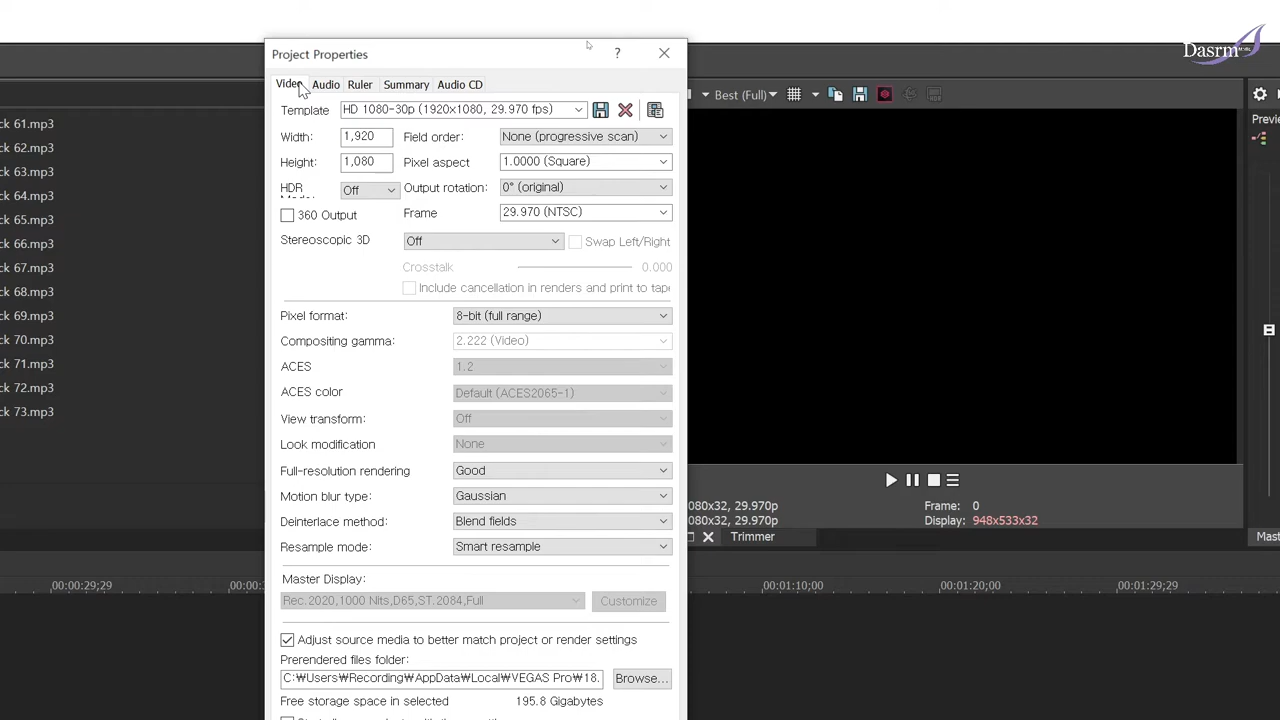 Dasrm
Project Properties
?
Video Audio Ruler Summary Audio CD
Template HD 1080-30p (1920x1080, 29.970 fps)
Width: 1,920 Field order: None (progressive scan)
Height: 1,080 Pixel aspect 1.0000 (Square)
HDR Off Output rotation: 0° (original)
360 Output Frame 29.970 (NTSC)
Stereoscopic 3D Off Swap Left/Right
Crosstalk 0.000
Include cancellation in renders and print to tape
Pixel format: 8-bit (full range)
Compositing gamma: 2.222 (Video)
ACES 1.2
ACES color Default (ACES2065-1)
View transform: Off
Look modification None
Full-resolution rendering Good
Motion blur type: Gaussian
Deinterlace method: Blend fields
Resample mode: Smart resample
Master Display:
Rec.2020,1000 Nits,D65,ST.2084,Full Customize
Adjust source media to better match project or render settings
Prerendered files folder:
C:₩Users₩Recording₩AppData₩Local₩VEGAS Pro₩18. Browse...
Free storage space in selected 195.8 Gigabytes
ck 61.mp3
ck 62.mp3
ck 63.mp3
ck 64.mp3
ck 65.mp3
ck 66.mp3
ck 67.mp3
ck 68.mp3
ck 69.mp3
ck 70.mp3
ck 71.mp3
ck 72.mp3
ck 73.mp3
Best (Full)
Previe
080x32, 29.970p Frame: 0
080x32, 29.970p Display: 948x533x32
Trimmer
Mast
00:00:29;29 00:00:3 00:01:10;00 00:01:20;00 00:01:29;29